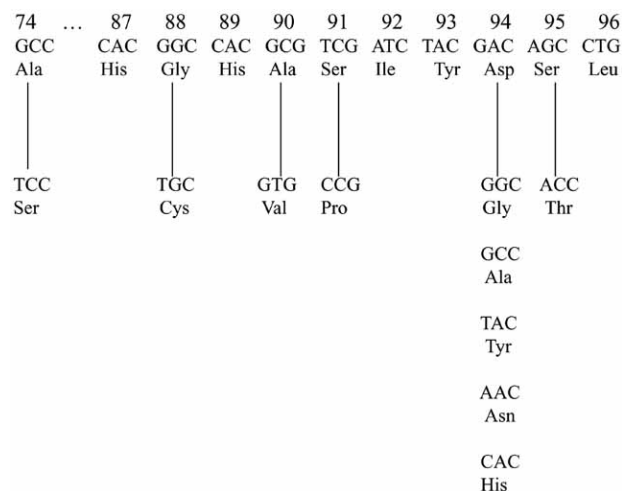 74 ... 87 88 89 90 91 92 93 94 95 96
GCC CAC GGC CAC GCG TCG ATC TAC GAC AGC CTG
Ala His Gly His Ala Ser Ile Tyr Asp Ser Leu
TCC TGC GTG CCG GGC ACC
Ser Cys Val Pro Gly Thr
GCC
Ala
TAC
Tyr
AAC
Asn
CAC
His